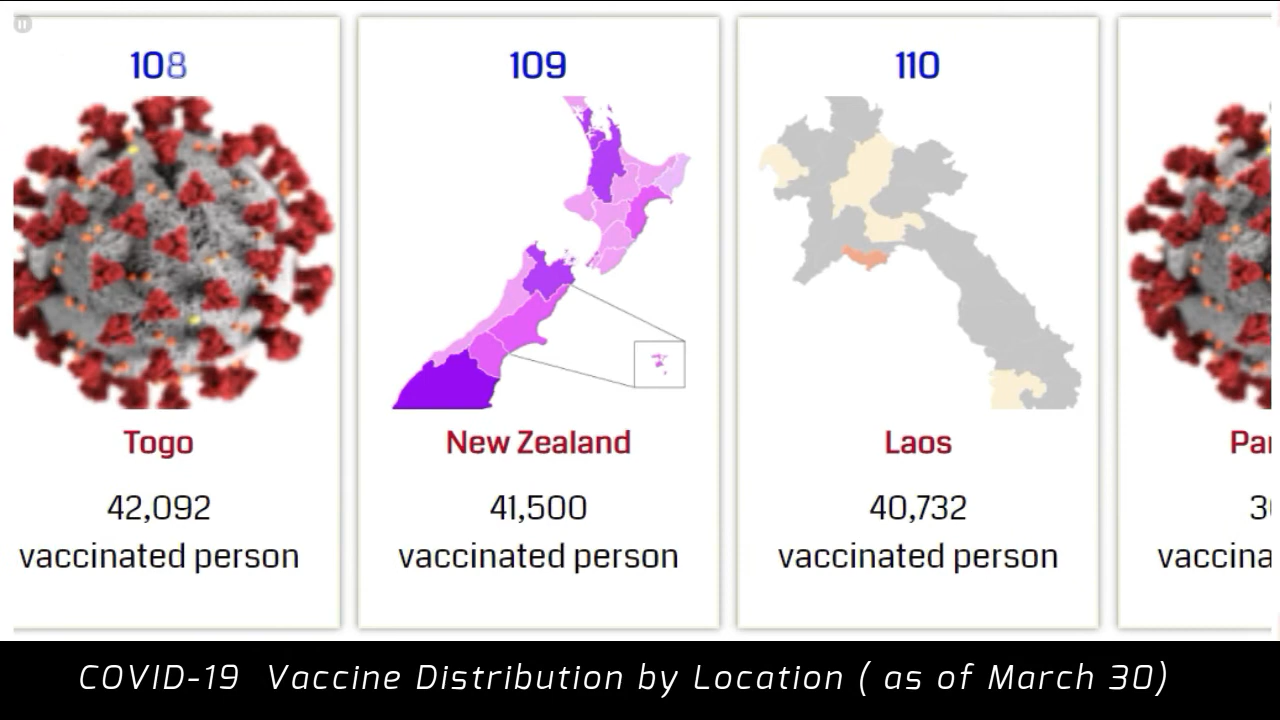 108
Togo
42,092
vaccinated person
109
New Zealand
41,500
vaccinated person
110
Laos
40,732
vaccinated person
COVID-19 Vaccine Distribution by Location ( as of March 30)